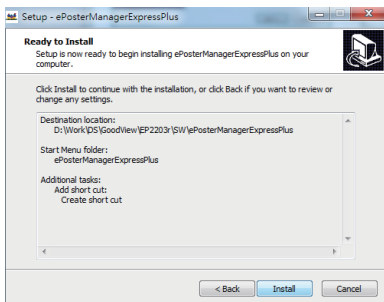 Setup - ePosterManagerExpressPlus
Ready to Install
Setup is now ready to begin installing ePosterManagerExpressPlus on your
computer.
Click Install to continue with the installation, or click Back if you want to review or
change any settings.
Destination location:
D:\Work\DS\GoodView\EP2203r\SW\ePosterManagerExpressPlus
Start Menu folder:
ePosterManagerExpressPlus
Additional tasks:
Add short cut:
Create short cut
< Back
Install
Cancel